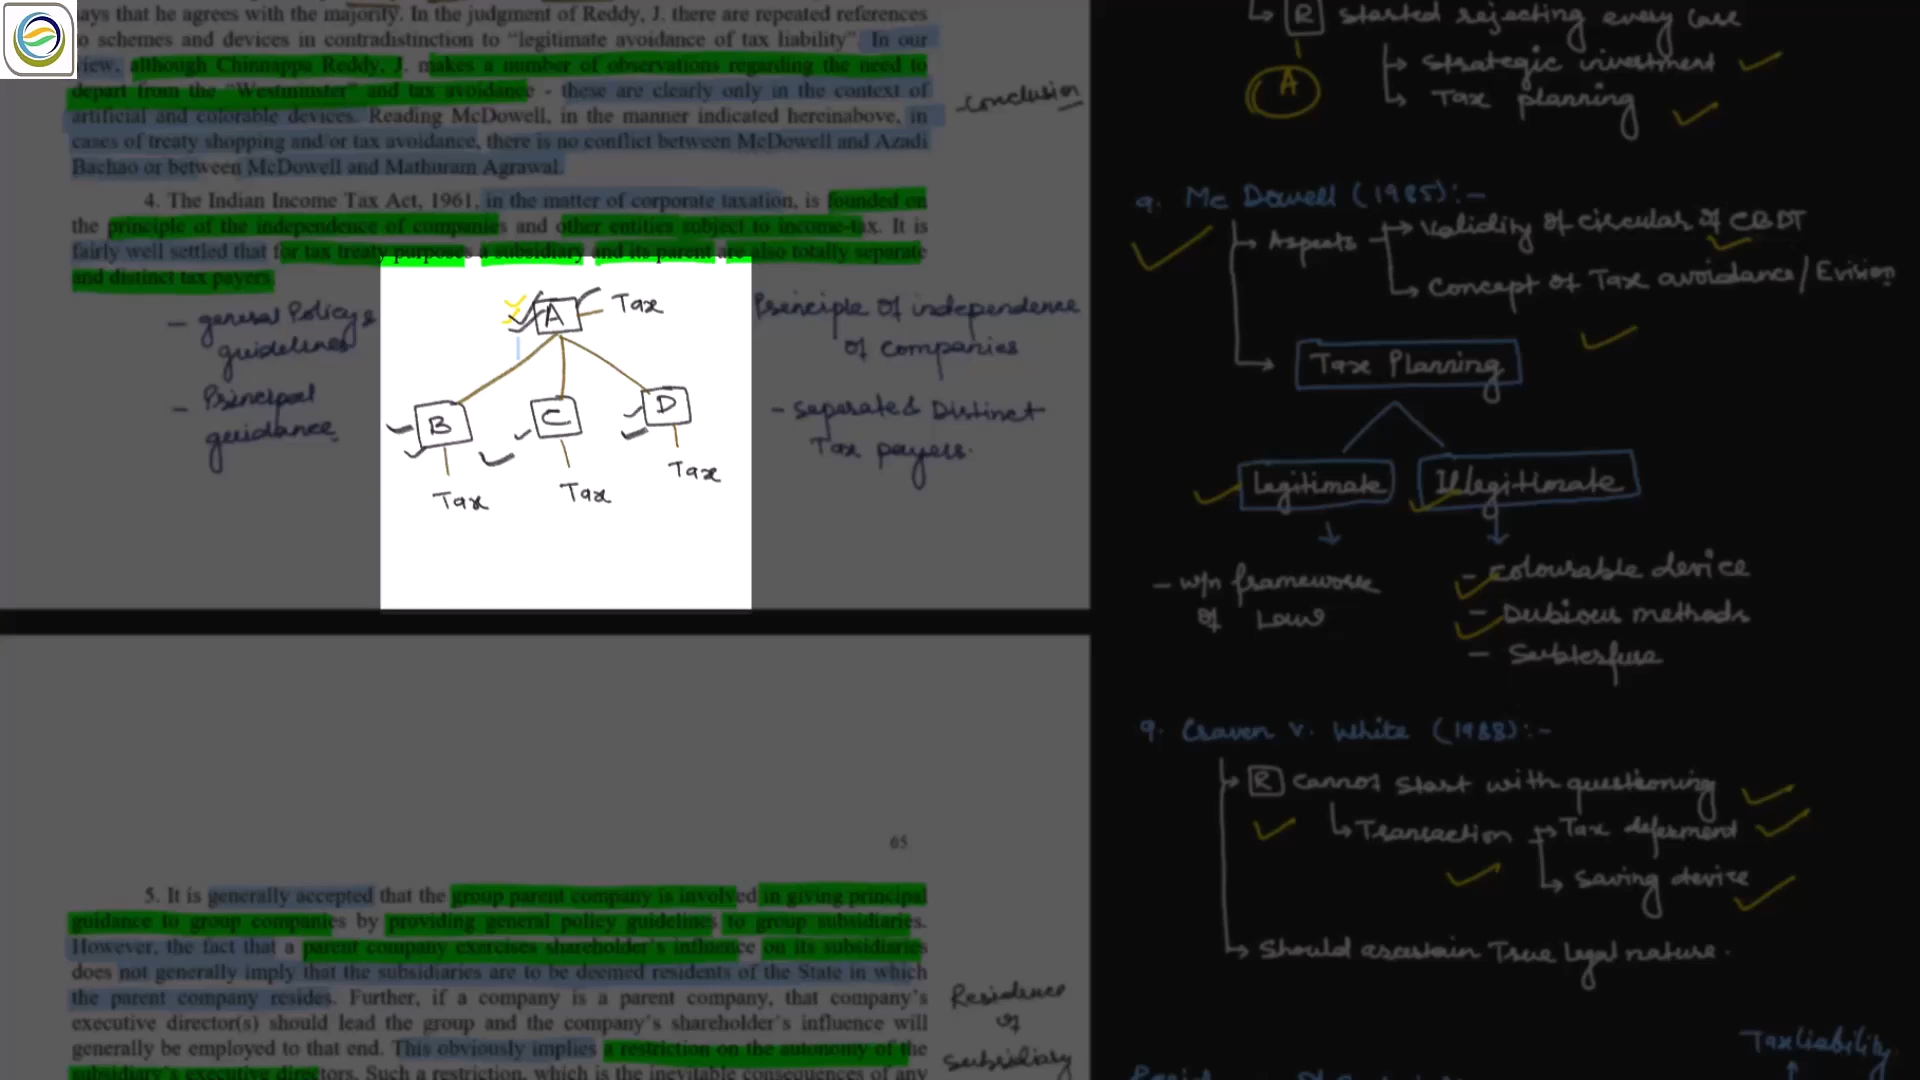 ays that he agrees with the majority. In the judgment of Reddy, J. there are repeated references
o schemes and devices in contradistinction to “legitimate avoidance of tax liability”. In our
view, although Chinnappa Reddy, J. makes a number of observations regarding the need to
depart from the “Westminster” and tax avoidance - these are clearly only in the context of
artificial and colorable devices. Reading McDowell, in the manner indicated hereinabove, in
cases of treaty shopping and/or tax avoidance, there is no conflict between McDowell and Azadi
Bachao or between McDowell and Mathuram Agrawal.
- Conclusion
4. The Indian Income Tax Act, 1961, in the matter of corporate taxation, is founded on
the principle of the independence of companies and other entities subject to income-tax. It is
fairly well settled that for tax treaty purposes a subsidiary and its parent are also totally separate
and distinct tax payers.
- general Policy &
guidelines
- Principal
guidance.
A Tax
B C D
Tax Tax Tax
Principle of independence
of companies
- Separate & Distinct
Tax payers.
65
5. It is generally accepted that the group parent company is involved in giving principal
guidance to group companies by providing general policy guidelines to group subsidiaries.
However, the fact that a parent company exercises shareholder’s influence on its subsidiaries
does not generally imply that the subsidiaries are to be deemed residents of the State in which
the parent company resides. Further, if a company is a parent company, that company’s
executive director(s) should lead the group and the company’s shareholder’s influence will
generally be employed to that end. This obviously implies a restriction on the autonomy of the
subsidiary’s executive directors. Such a restriction, which is the inevitable consequences of any
Residence
of
Subsidiary
R Started rejecting every case
A
Strategic investment
Tax planning
9. Mc Dowell (1985):-
Aspects
Validity of circular of CBDT
Concept of Tax avoidance/Evision
Tax Planning
Legitimate Illegitimate
- w/n framework
of Law
- Colourable device
- Dubious methods
- Subterfuse
9. Craven v. White (1988):-
R Cannot Start with questioning
Transaction Tax deferment
Saving device
Should ascertain True legal nature.
Tax liability